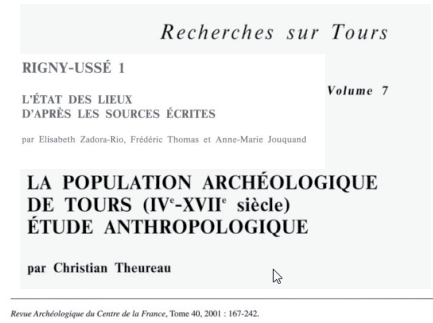 Recherches sur Tours
RIGNY-USSÉ 1
Volume 7
L'ÉTAT DES LIEUX
D'APRÈS LES SOURCES ÉCRITES
par Elisabeth Zadora-Rio, Frédéric Thomas et Anne-Marie Jouquand
LA POPULATION ARCHÉOLOGIQUE
DE TOURS (IVe-XVIIe siècle)
ÉTUDE ANTHROPOLOGIQUE
par Christian Theureau
Revue Archéologique du Centre de la France, Tome 40, 2001 : 167-242.